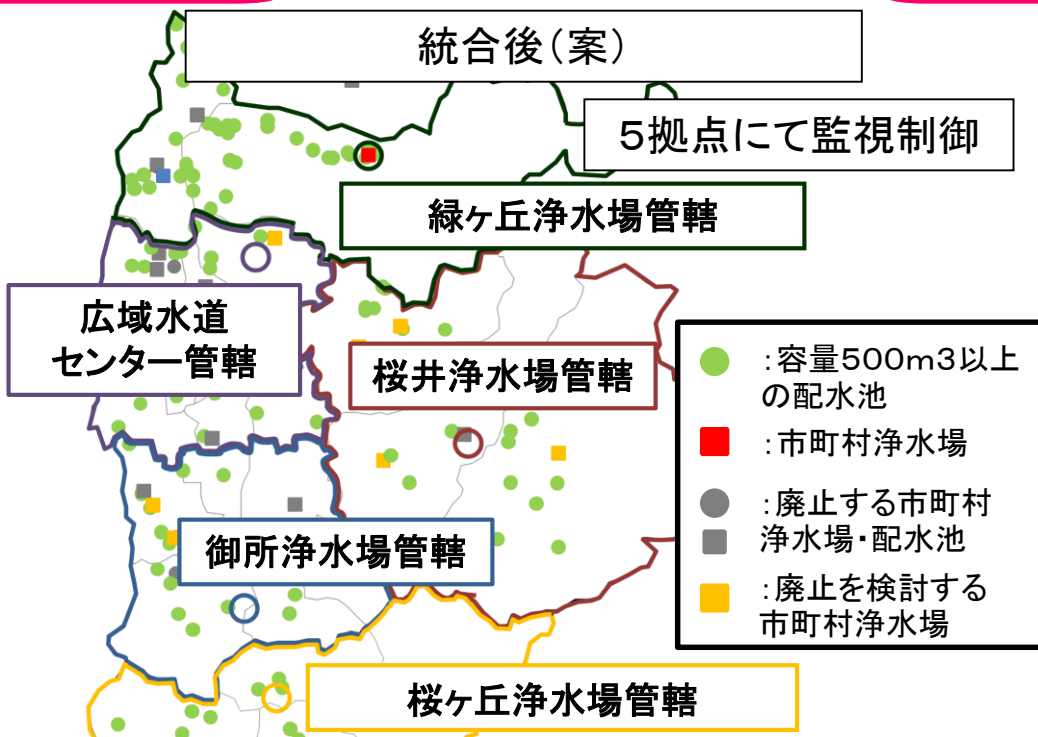 統合後(案)
5拠点にて監視制御
緑ヶ丘浄水場管轄
広域水道
センター管轄
桜井浄水場管轄
御所浄水場管轄
桜ヶ丘浄水場管轄
:容量500m3以上
の配水池
:市町村浄水場
:廃止する市町村
浄水場・配水池
:廃止を検討する
市町村浄水場